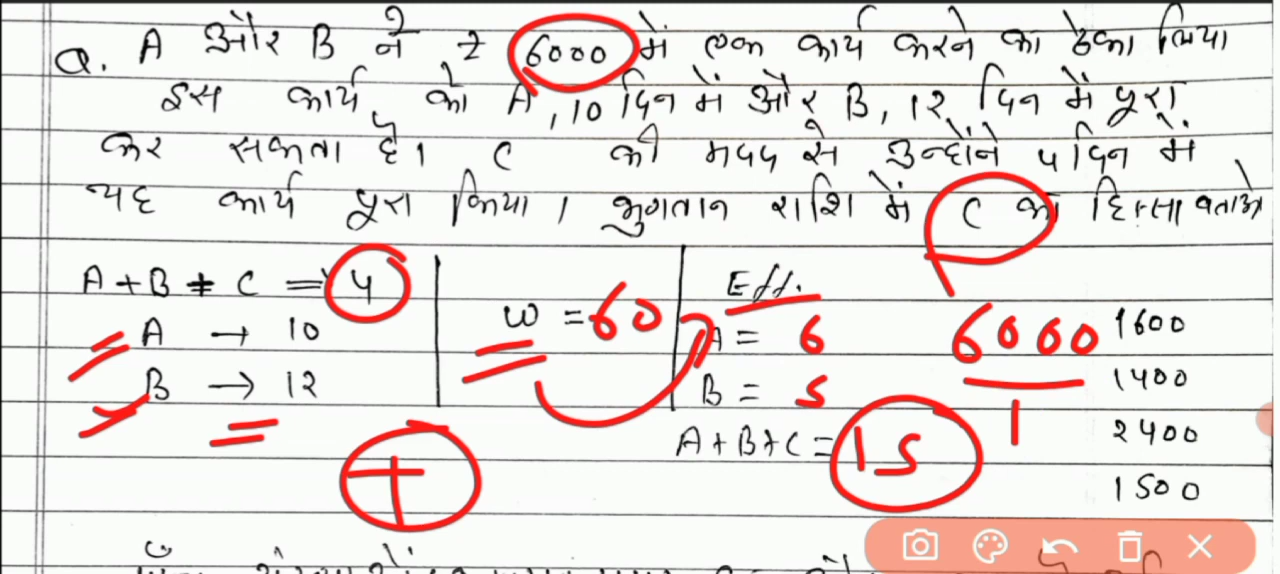 Q. A और B ने ₹ 6000 में एक कार्य करने का ठेका लिया
इस कार्य को A, 10 दिन में और B, 12 दिन में पूरा
कर सकता है। C की मदद से उन्होंने 4 दिन में
यह कार्य पूरा किया। भुगतान राशि में C का हिस्सा बताओ
A + B + C = 4
A → 10
B → 12
W = 60
Eff.
A = 6
B = 5
A + B + C = 15
6000
1
1600
1400
2400
1500